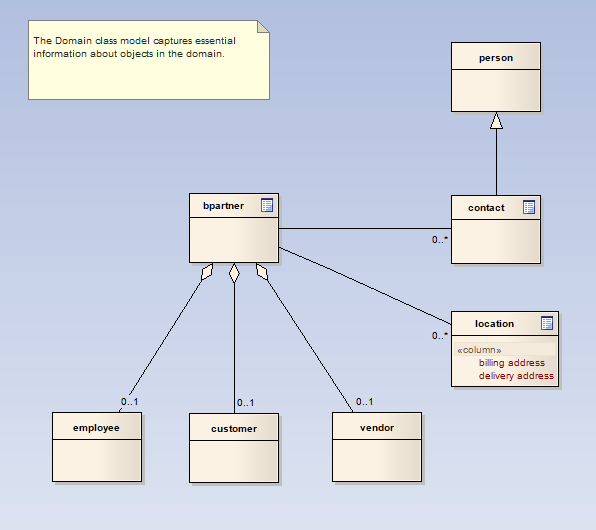 The Domain class model captures essential
information about objects in the domain.
person
bpartner
contact
0..*
location
0..*
«column»
billing address
delivery address
0..1
0..1
0..1
employee
customer
vendor